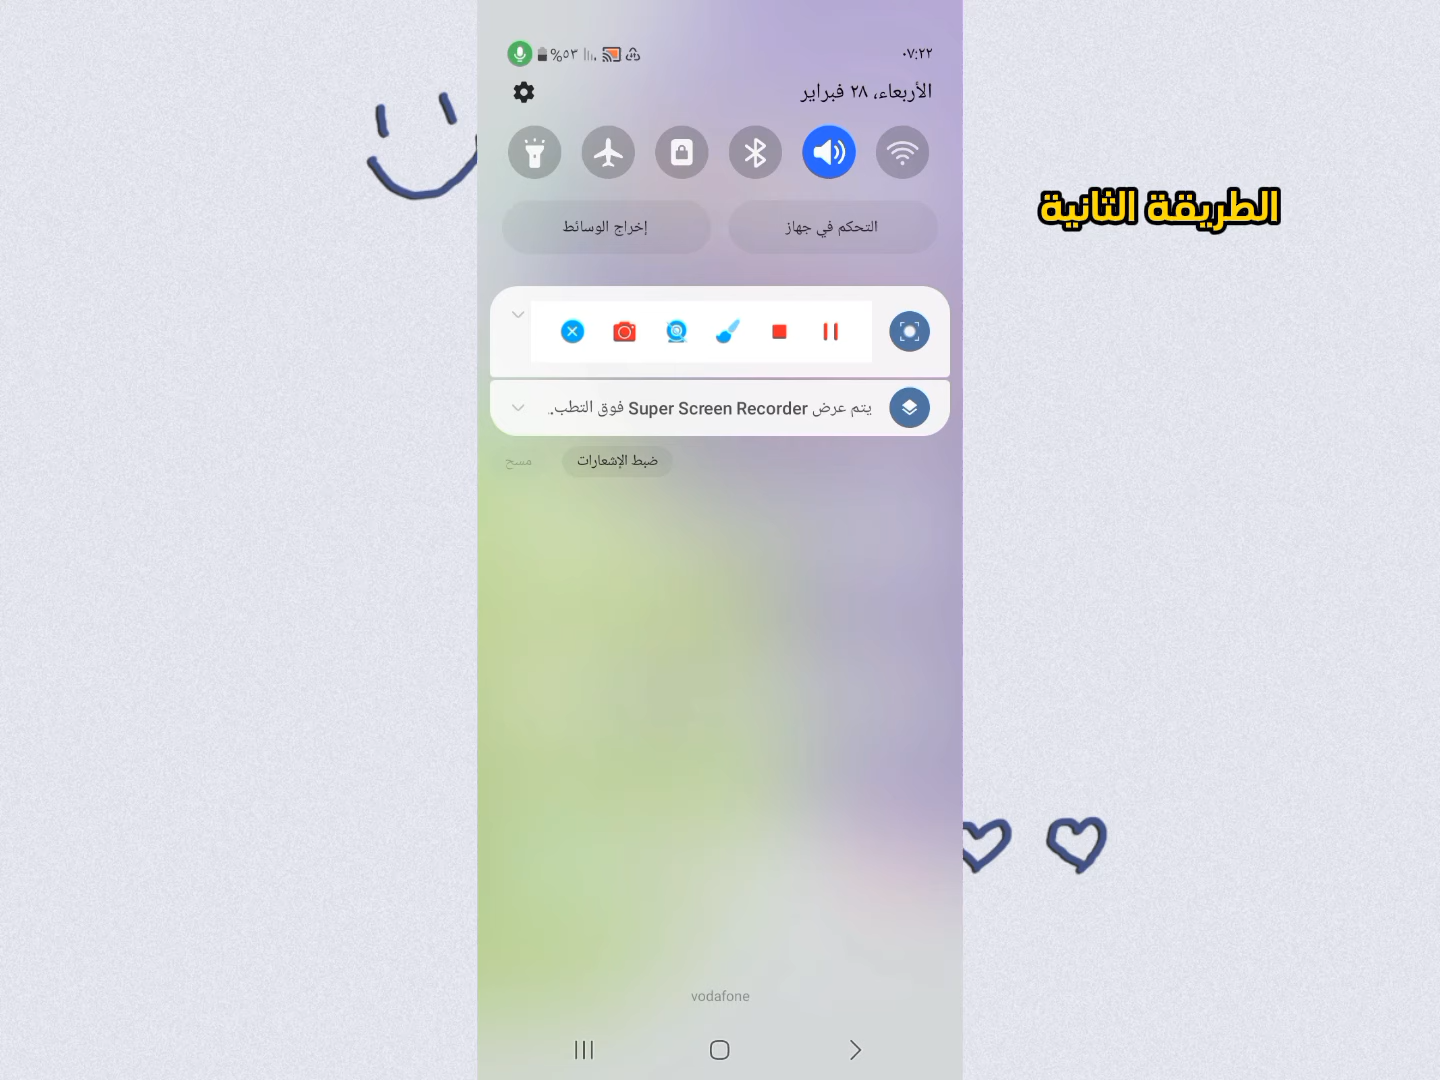 ٠٧:٢٢
%٥٣
الأربعاء، ٢٨ فبراير
الطريقة الثانية
التحكم في جهاز
إخراج الوسائط
يتم عرض Super Screen Recorder فوق التطب..
ضبط الإشعارات
مسح
vodafone